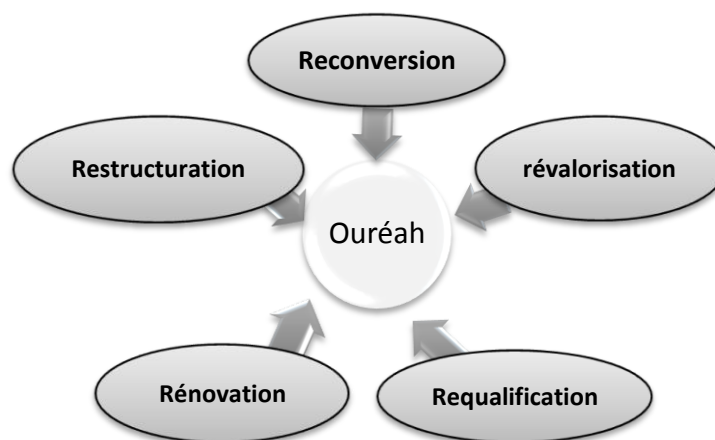 Reconversion
Restructuration
révalorisation
Ouréah
Rénovation
Requalification